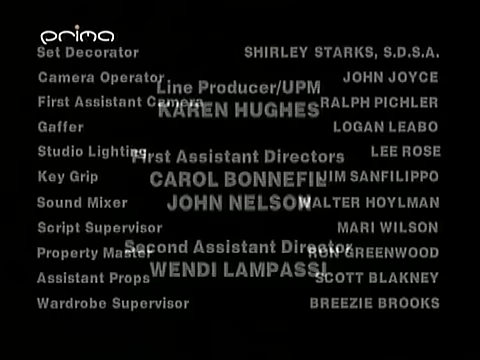 prima
Set Decorator SHIRLEY STARKS, S.D.S.A.
Camera Operator JOHN JOYCE
Line Producer/UPM
First Assistant Camera RALPH PICHLER
KAREN HUGHES
Gaffer LOGAN LEABO
Studio Lighting LEE ROSE
First Assistant Directors
Key Grip JIM SANFILIPPO
CAROL BONNEFIL
Sound Mixer WALTER HOYLMAN
JOHN NELSON
Script Supervisor MARI WILSON
Second Assistant Director
Property Master RON GREENWOOD
WENDI LAMPASSI
Assistant Props SCOTT BLAKNEY
Wardrobe Supervisor BREEZIE BROOKS